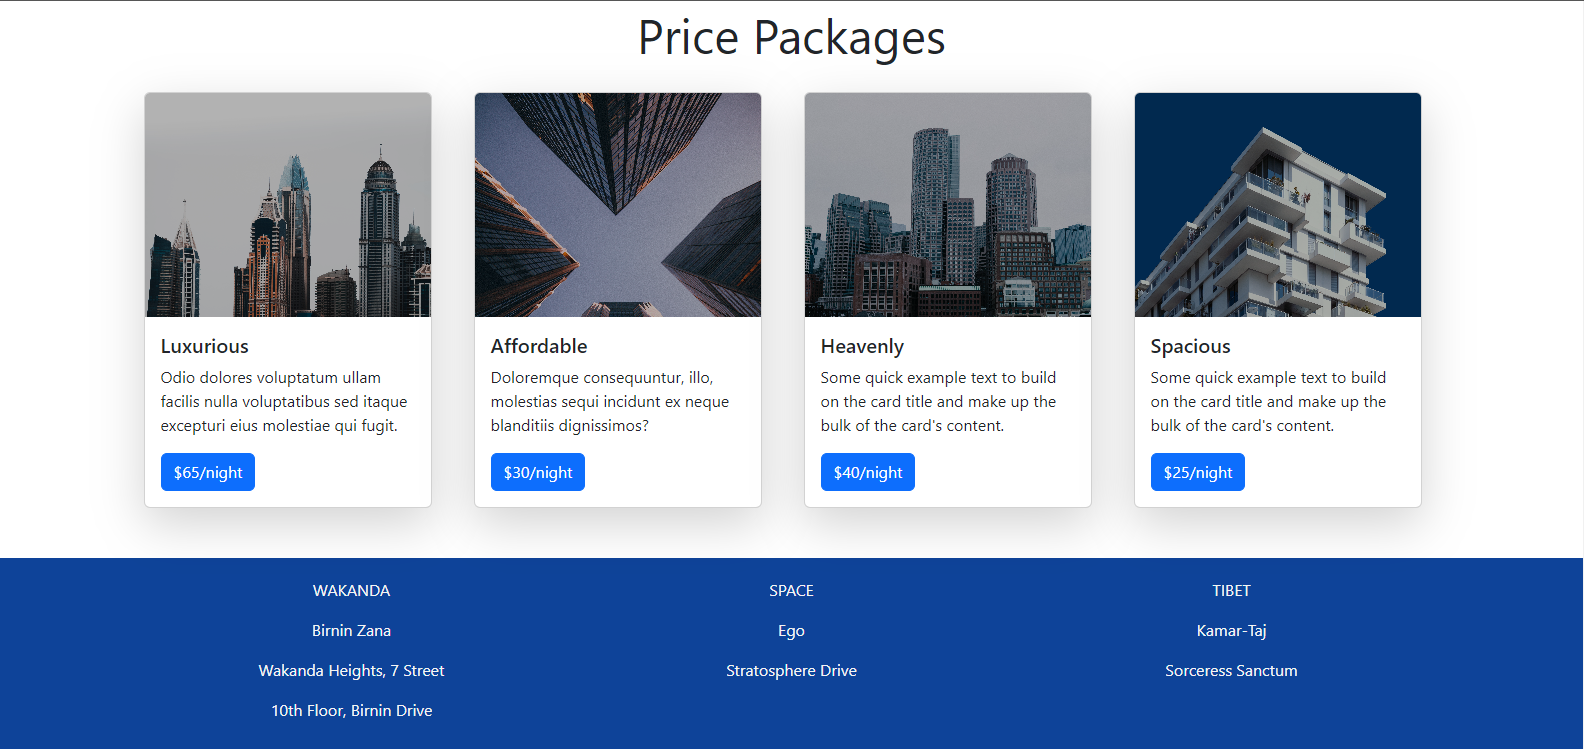 Price Packages
Luxurious
Odio dolores voluptatum ullam
facilis nulla voluptatibus sed itaque
excepturi eius molestiae qui fugit.
$65/night
Affordable
Doloremque consequuntur, illo,
molestias sequi incidunt ex neque
blanditiis dignissimos?
$30/night
Heavenly
Some quick example text to build
on the card title and make up the
bulk of the card's content.
$40/night
Spacious
Some quick example text to build
on the card title and make up the
bulk of the card's content.
$25/night
WAKANDA
Birnin Zana
Wakanda Heights, 7 Street
10th Floor, Birnin Drive
SPACE
Ego
Stratosphere Drive
TIBET
Kamar-Taj
Sorceress Sanctum